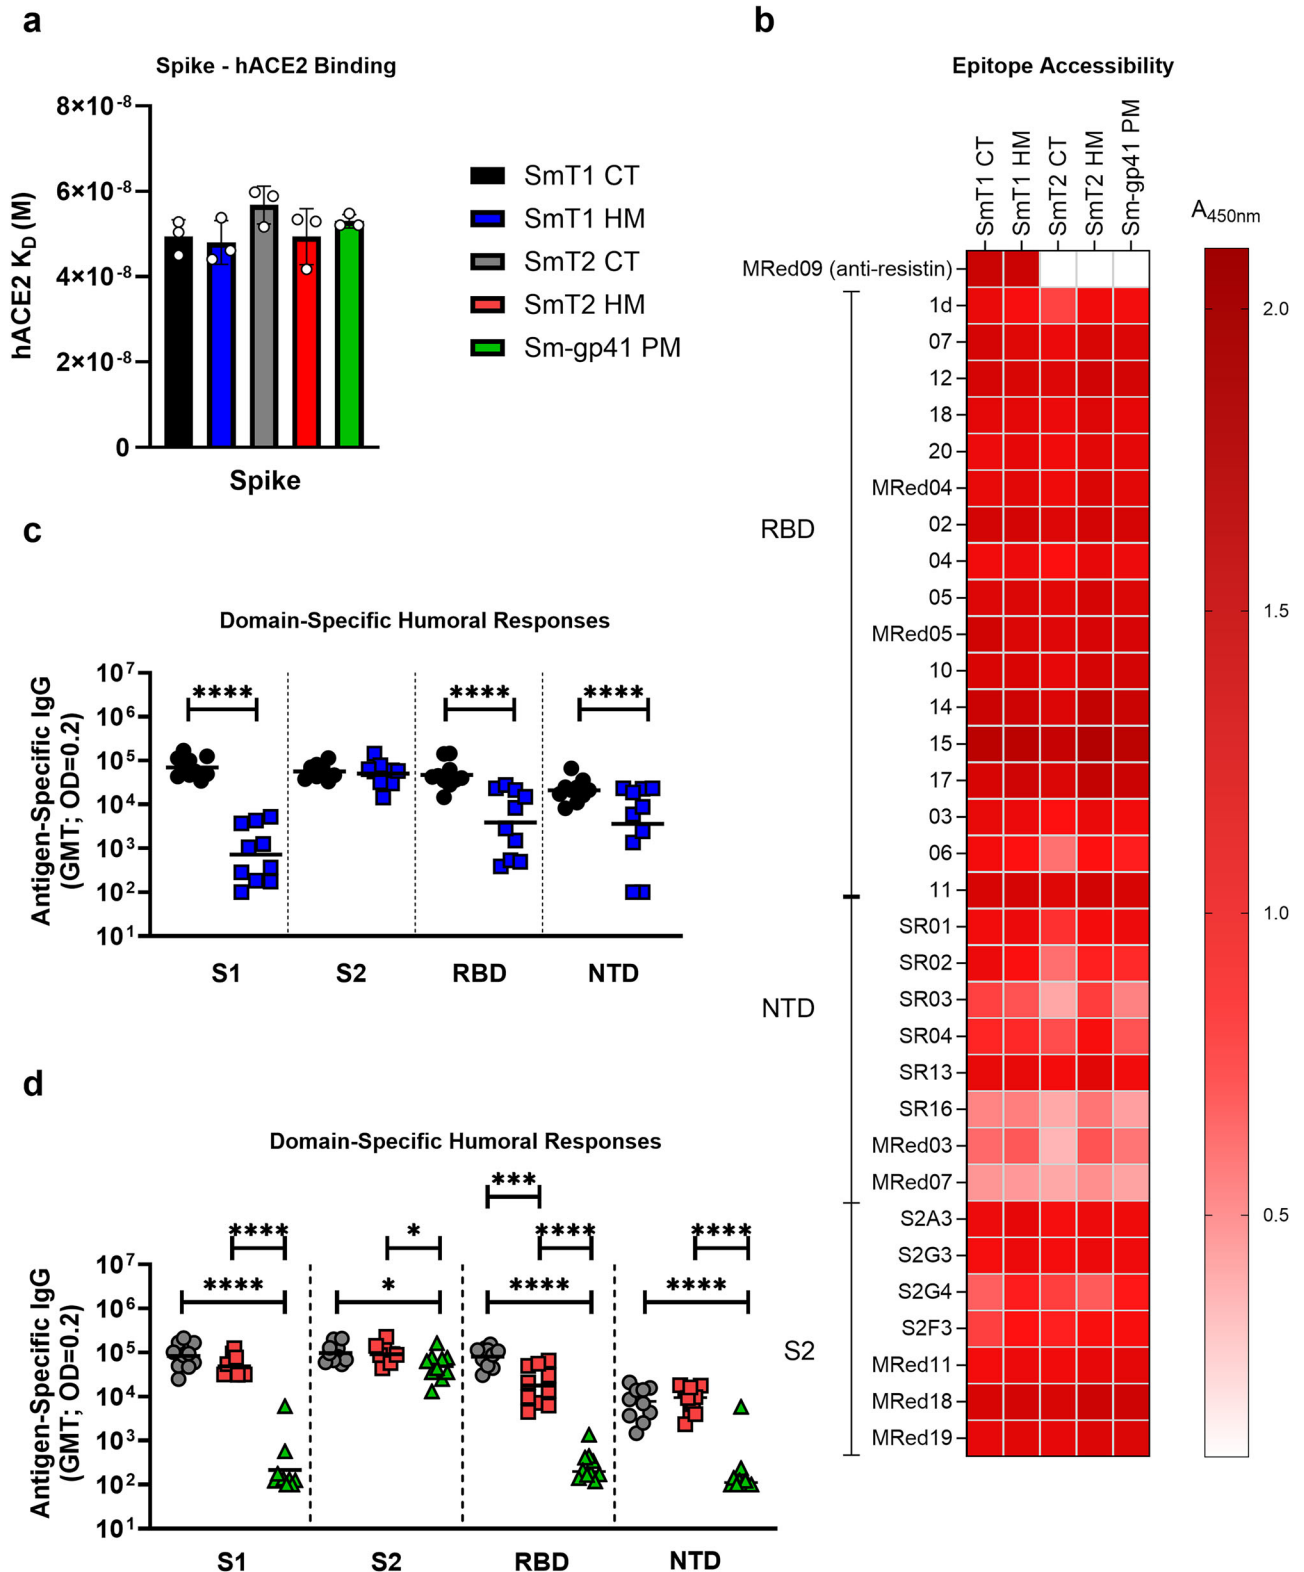 a
Spike - hACE2 Binding
hACE2 K_D (M)
8×10⁻⁸
6×10⁻⁸
4×10⁻⁸
2×10⁻⁸
0
Spike
SmT1 CT
SmT1 HM
SmT2 CT
SmT2 HM
Sm-gp41 PM
b
Epitope Accessibility
SmT1 CT
SmT1 HM
SmT2 CT
SmT2 HM
Sm-gp41 PM
A450nm
2.0
1.5
1.0
0.5
MRed09 (anti-resistin)
RBD
1d
07
12
18
20
MRed04
02
04
05
MRed05
10
14
15
17
03
06
11
NTD
SR01
SR02
SR03
SR04
SR13
SR16
MRed03
MRed07
S2
S2A3
S2G3
S2G4
S2F3
MRed11
MRed18
MRed19
c
Domain-Specific Humoral Responses
Antigen-Specific IgG
(GMT; OD=0.2)
10⁷
10⁶
10⁵
10⁴
10³
10²
10¹
**** **** ****
S1 S2 RBD NTD
d
Domain-Specific Humoral Responses
Antigen-Specific IgG
(GMT; OD=0.2)
10⁷
10⁶
10⁵
10⁴
10³
10²
10¹
***
**** * **** ****
**** * **** ****
S1 S2 RBD NTD